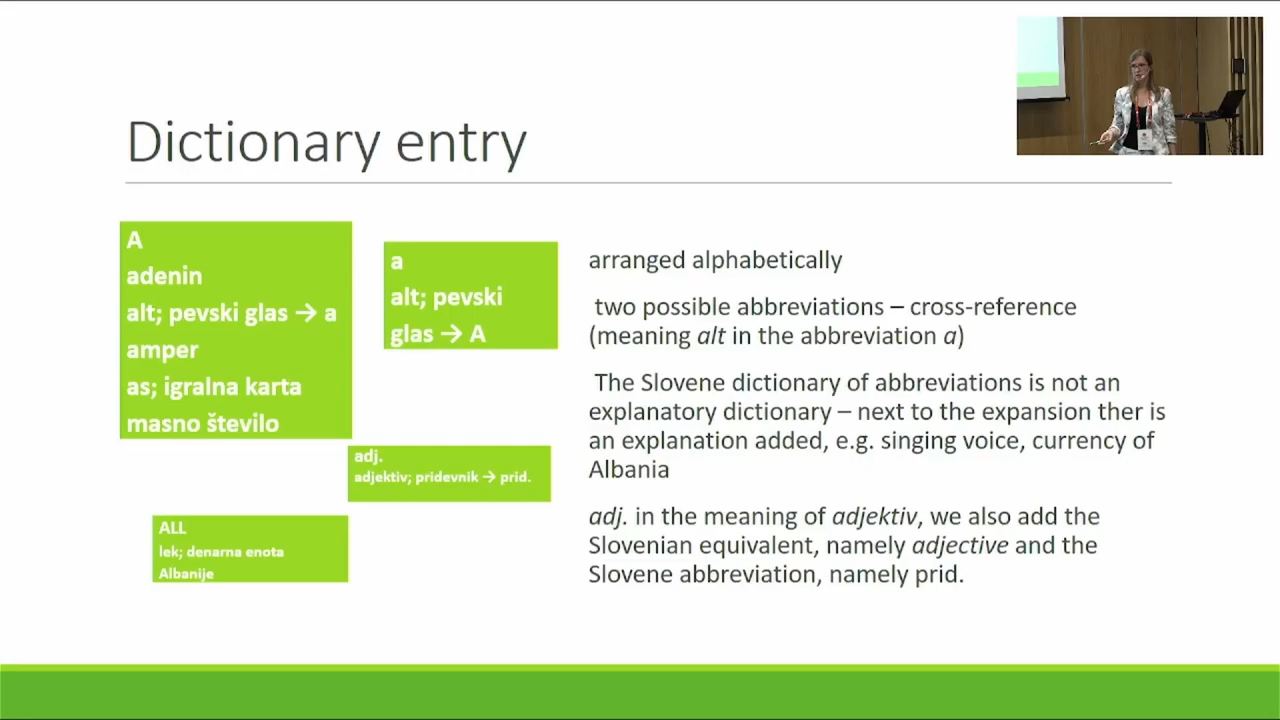 Dictionary entry
A
adenin
alt; pevski glas → a
amper
as; igralna karta
masno število
a
alt; pevski
glas → A
adj.
adjektiv; pridevnik → prid.
ALL
lek; denarna enota
Albanije
arranged alphabetically
two possible abbreviations – cross-reference
(meaning alt in the abbreviation a)
The Slovene dictionary of abbreviations is not an
explanatory dictionary – next to the expansion ther is
an explanation added, e.g. singing voice, currency of
Albania
adj. in the meaning of adjektiv, we also add the
Slovenian equivalent, namely adjective and the
Slovene abbreviation, namely prid.